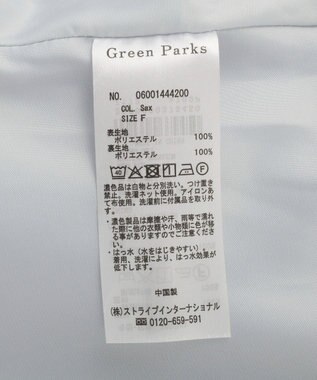 Green Parks
NO. 06001444200
COL. Sax
SIZE F
表生地
ポリエステル 100%
裏生地
ポリエステル 100%
40 F
・濃色品は白物と分別洗い。つけ置き
禁止。洗濯ネット使用。アイロンあ
て布使用。洗濯前に付属品を取り外
す。
・濃色製品は摩擦や汗、雨等で濡れ
た際に他の衣類や小物類に色が移
る事がありますのでご注意くださ
い。
・はっ水（水をはじきやすい）。
着用、洗濯により、はっ水効果が
低下します。
中国製
(株)ストライプインターナショナル
☎ 0120-659-591